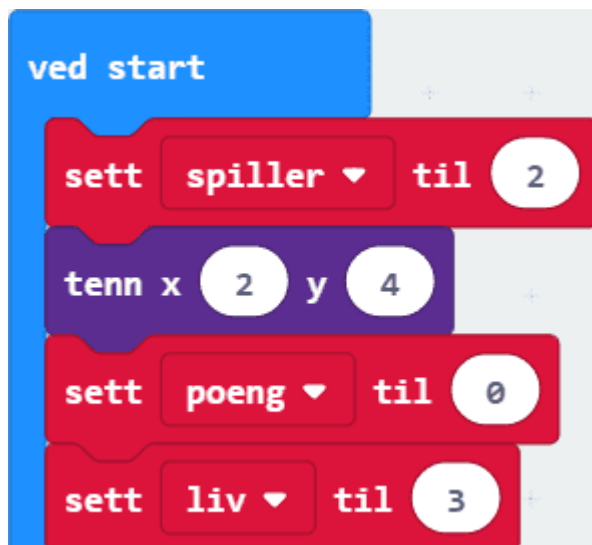 ved start
sett spiller til 2
tenn x 2 y 4
sett poeng til 0
sett liv til 3